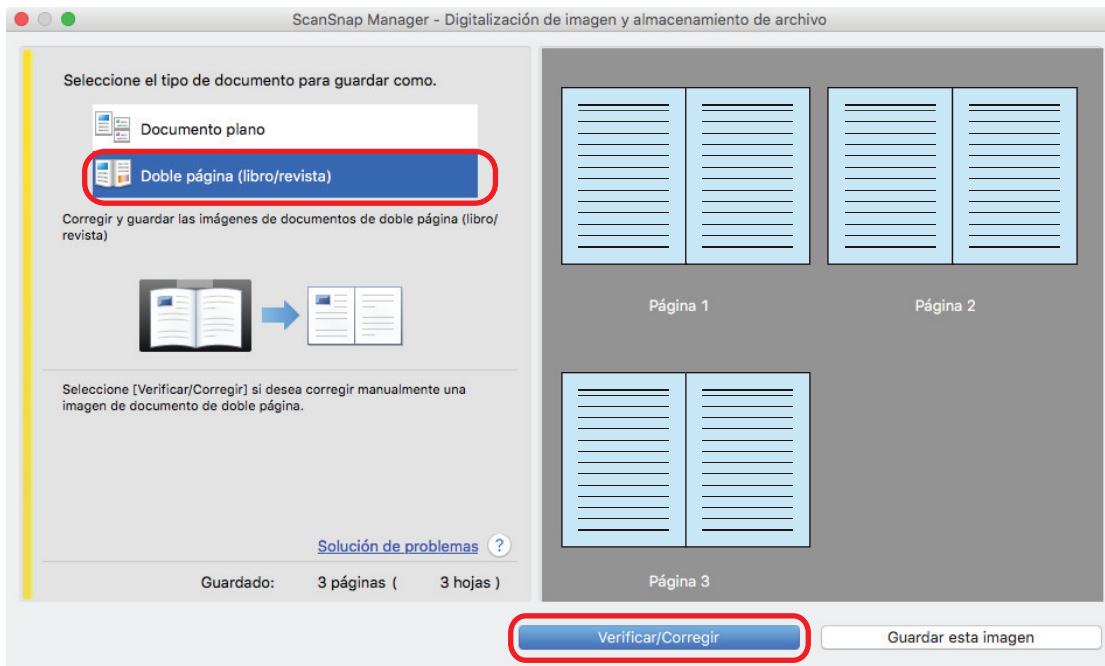 ScanSnap Manager - Digitalización de imagen y almacenamiento de archivo
Seleccione el tipo de documento para guardar como.
Documento plano
Doble página (libro/revista)
Corregir y guardar las imágenes de documentos de doble página (libro/
revista)
Seleccione [Verificar/Corregir] si desea corregir manualmente una
imagen de documento de doble página.
Solución de problemas ?
Guardado: 3 páginas ( 3 hojas )
Página 1
Página 2
Página 3
Verificar/Corregir
Guardar esta imagen